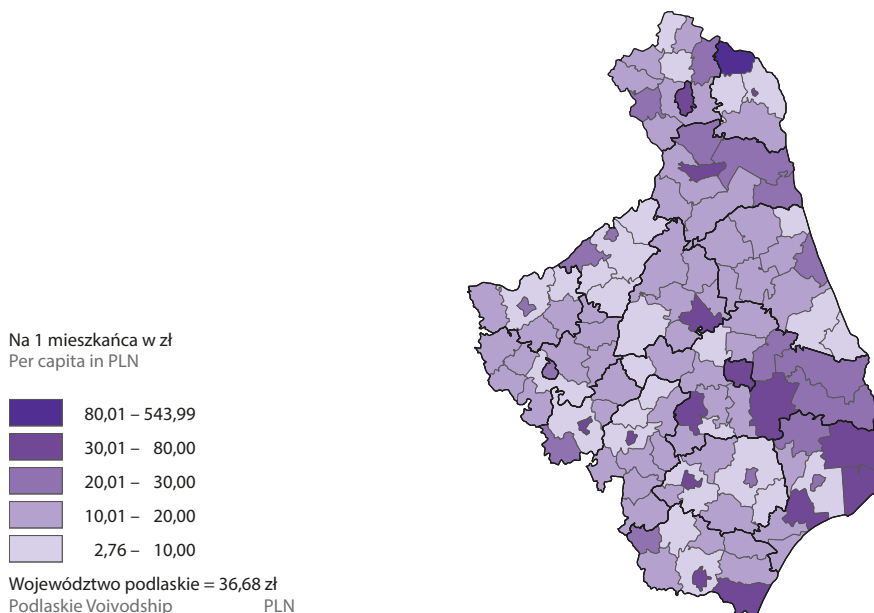 Na 1 mieszkańca w zł
Per capita in PLN
80,01 – 543,99
30,01 – 80,00
20,01 – 30,00
10,01 – 20,00
2,76 – 10,00
Województwo podlaskie = 36,68 zł
Podlaskie Voivodship PLN